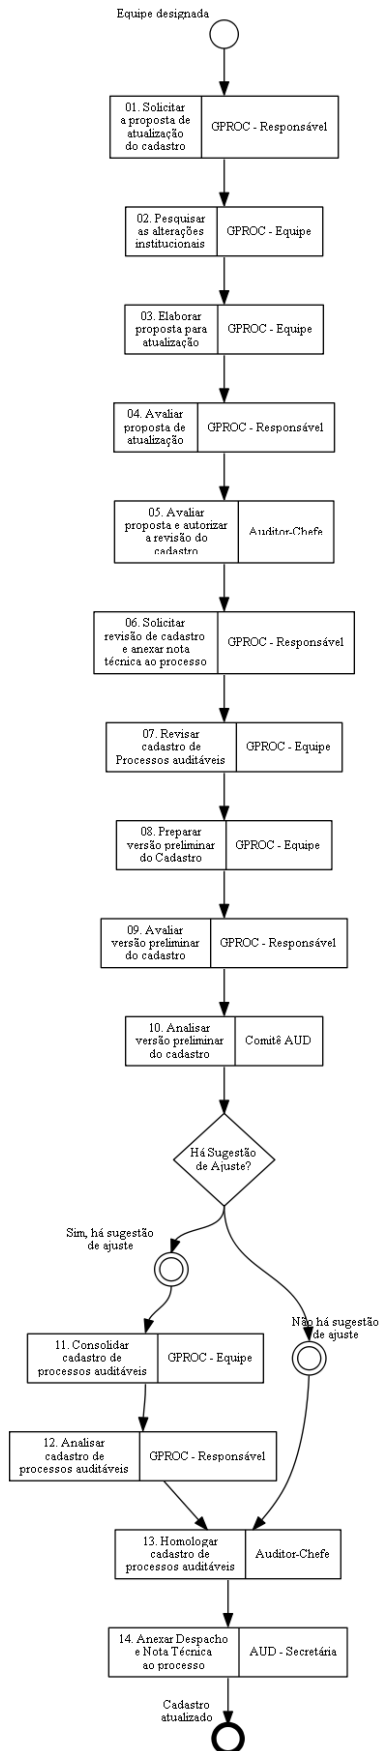 Equipe designada
01. Solicitar
a proposta de
atualização
do cadastro
GPROC - Responsável
02. Pesquisar
as alterações
institucionais
GPROC - Equipe
03. Elaborar
proposta para
atualização
GPROC - Equipe
04. Avaliar
proposta de
atualização
GPROC - Responsável
05. Avaliar
proposta e autorizar
a revisão do
cadastro
Auditor-Chefe
06. Solicitar
revisão de cadastro
e anexar nota
técnica ao processo
GPROC - Responsável
07. Revisar
cadastro de
Processos auditáveis
GPROC - Equipe
08. Preparar
versão preliminar
do Cadastro
GPROC - Equipe
09. Avaliar
versão preliminar
do cadastro
GPROC - Responsável
10. Analisar
versão preliminar
do cadastro
Comitê AUD
Há Sugestão
de Ajuste?
Sim, há sugestão
de ajuste
Não há sugestão
de ajuste
11. Consolidar
cadastro de
processos auditáveis
GPROC - Equipe
12. Analisar
cadastro de
processos auditáveis
GPROC - Responsável
13. Homologar
cadastro de
processos auditáveis
Auditor-Chefe
14. Anexar Despacho
e Nota Técnica
ao processo
AUD - Secretária
Cadastro
atualizado